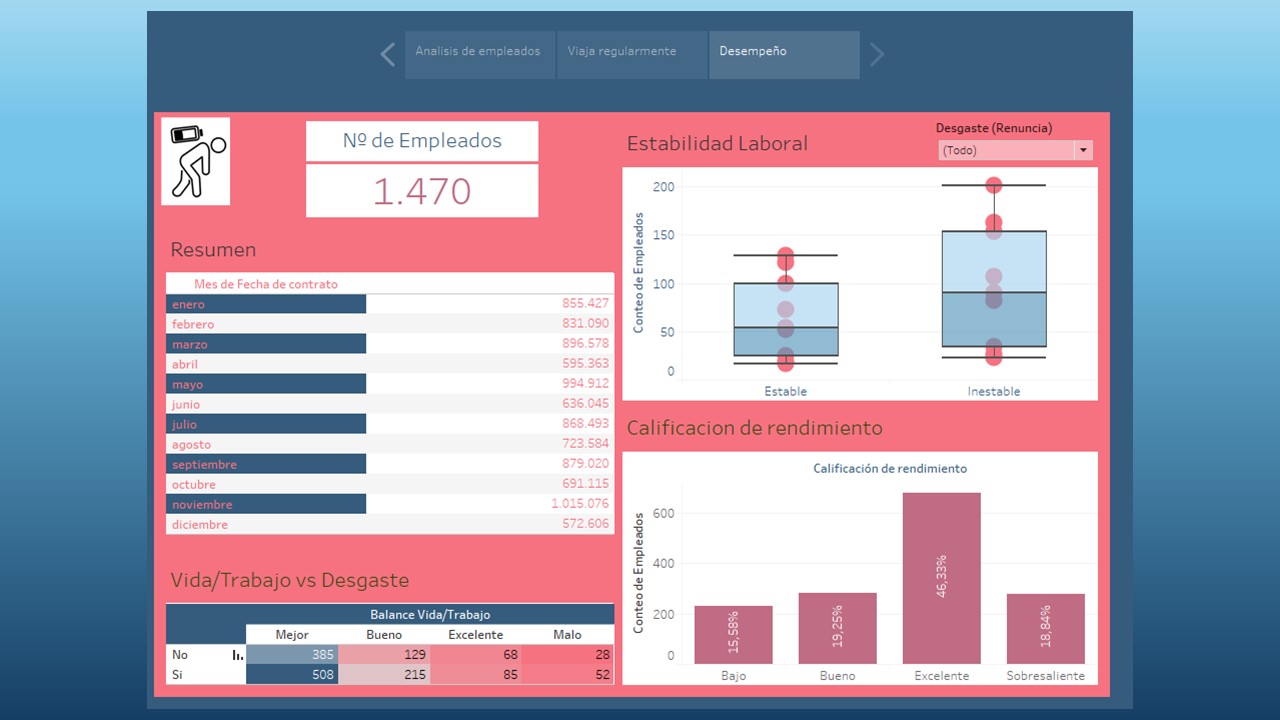 Analisis de empleados
Viaja regularmente
Desempeño
Nº de Empleados
1.470
Resumen
Mes de Fecha de contrato
enero 855.427
febrero 831.090
marzo 896.578
abril 595.363
mayo 994.912
junio 636.045
julio 868.493
agosto 723.584
septiembre 879.020
octubre 691.115
noviembre 1.015.076
diciembre 572.606
Vida/Trabajo vs Desgaste
Balance Vida/Trabajo
Mejor Bueno Excelente Malo
No 385 129 68 28
Si 508 215 85 52
Estabilidad Laboral
Desgaste (Renuncia)
(Todo)
Conteo de Empleados
200
150
100
50
0
Estable Inestable
Calificacion de rendimiento
Calificación de rendimiento
Conteo de Empleados
600
400
200
0
15,58%
19,25%
46,33%
18,84%
Bajo Bueno Excelente Sobresaliente